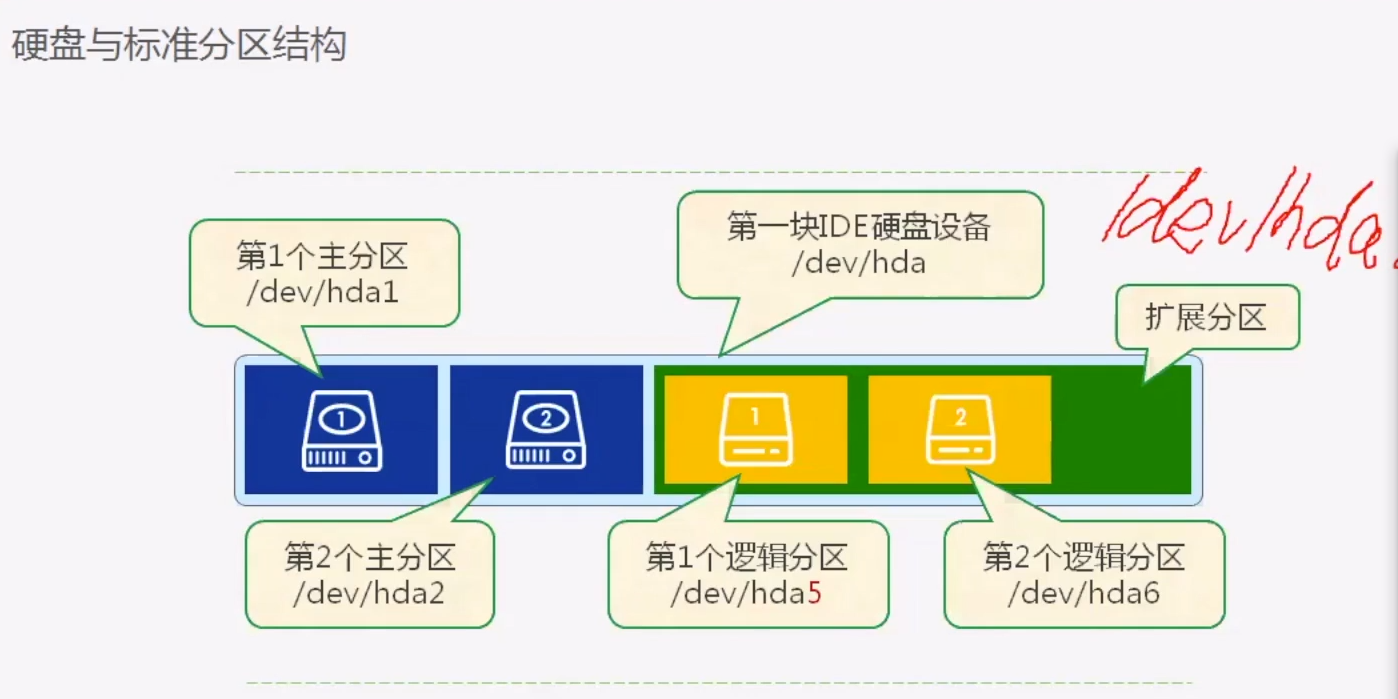 硬盘与标准分区结构
/dev/hda
第一块IDE硬盘设备
/dev/hda
第1个主分区
/dev/hda1
扩展分区
1
2
1
2
第2个主分区
/dev/hda2
第1个逻辑分区
/dev/hda5
第2个逻辑分区
/dev/hda6